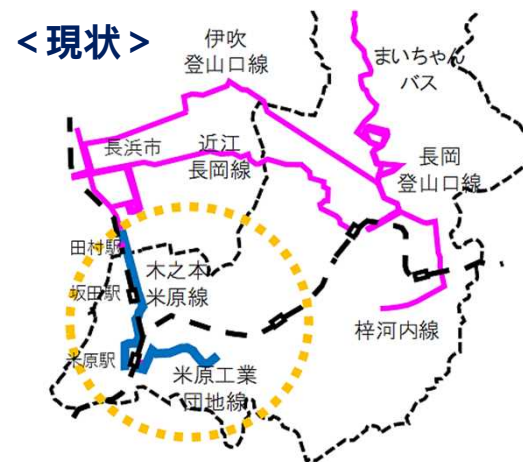 <現状>
伊吹
登山口線
まいちゃん
バス
長浜市
近江
長岡線
長岡
登山口線
田村駅
木之本
米原線
坂田駅
梓河内線
米原駅
米原工業
団地線